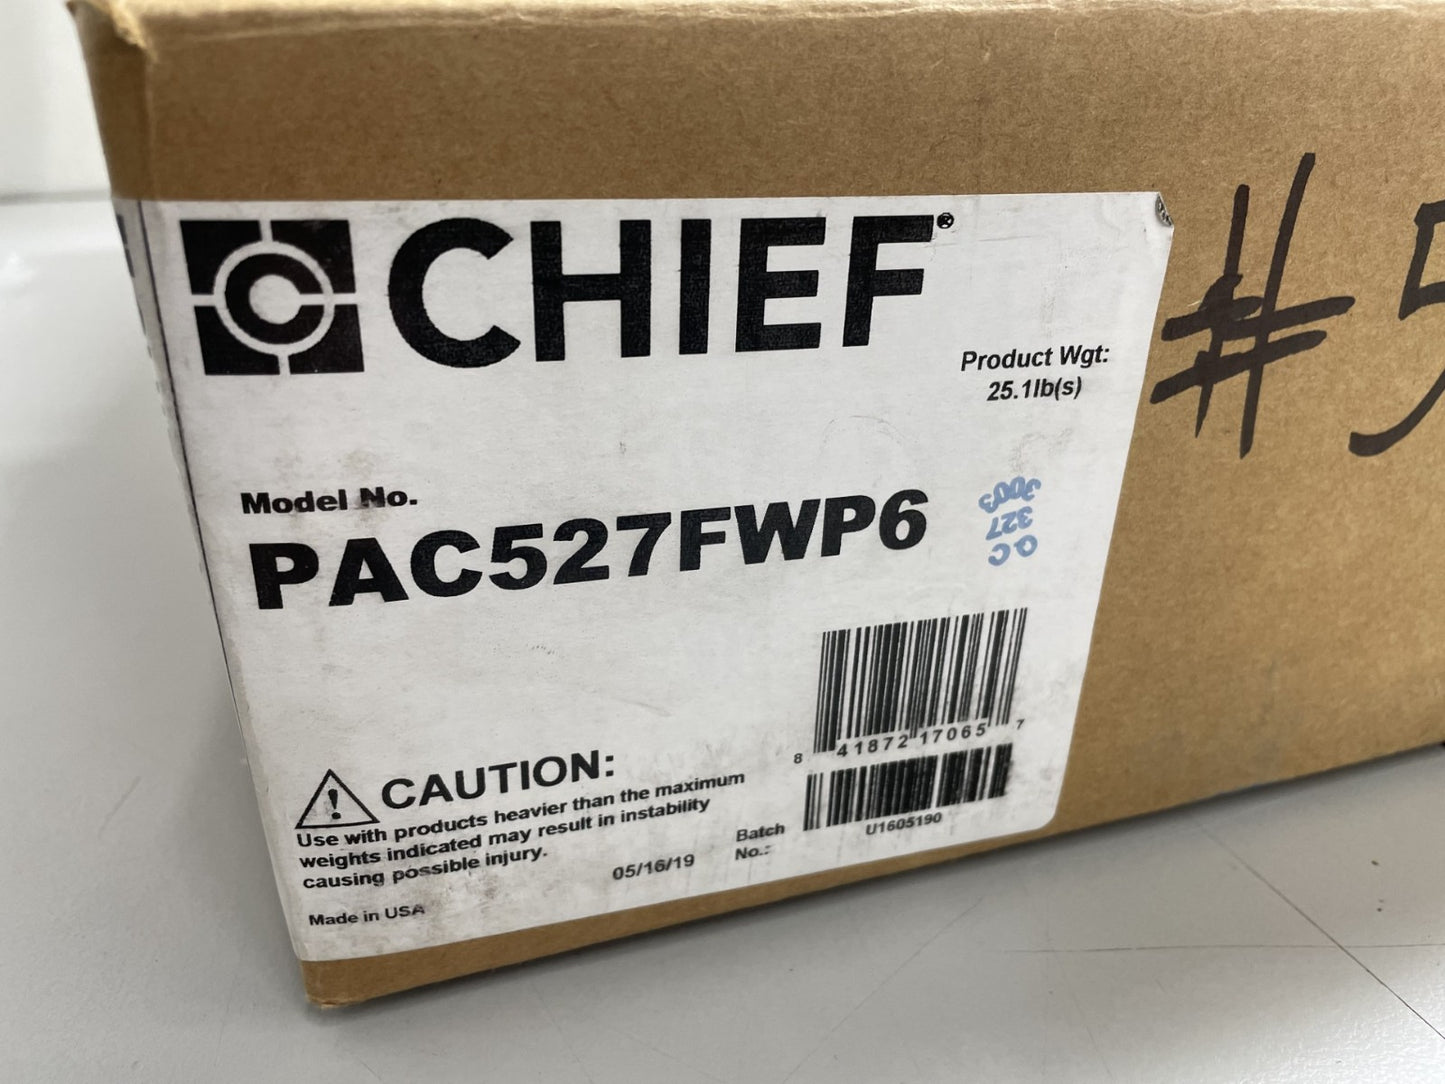 CHIEF®
Product Wgt:
25.1lb(s)
Model No.
PAC527FWP6
QC
327
3003
# 5
8 41872 17065 7
CAUTION:
Use with products heavier than the maximum
weights indicated may result in instability
causing possible injury.
05/16/19
Batch
No.:
U1605190
Made in USA